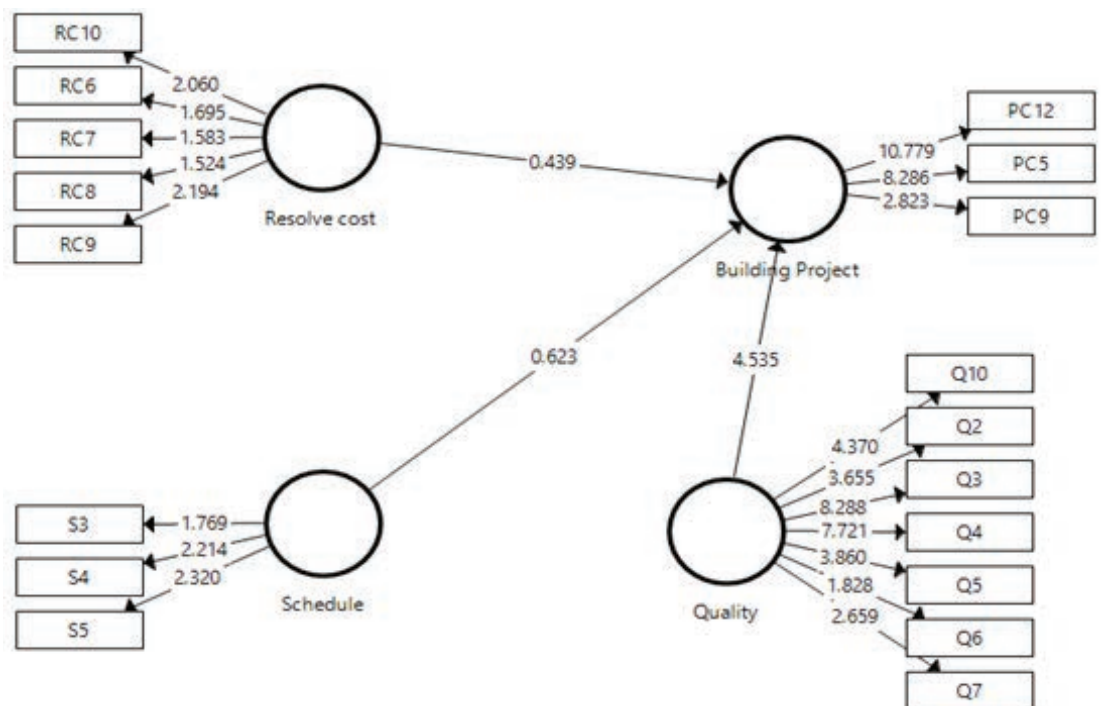 RC10
RC6
RC7
RC8
RC9
2.060
1.695
1.583
1.524
2.194
Resolve cost
0.439
Building Project
10.779
8.286
2.823
PC12
PC5
PC9
0.623
4.535
S3
S4
S5
1.769
2.214
2.320
Schedule
Quality
4.370
3.655
8.288
7.721
3.860
1.828
2.659
Q10
Q2
Q3
Q4
Q5
Q6
Q7